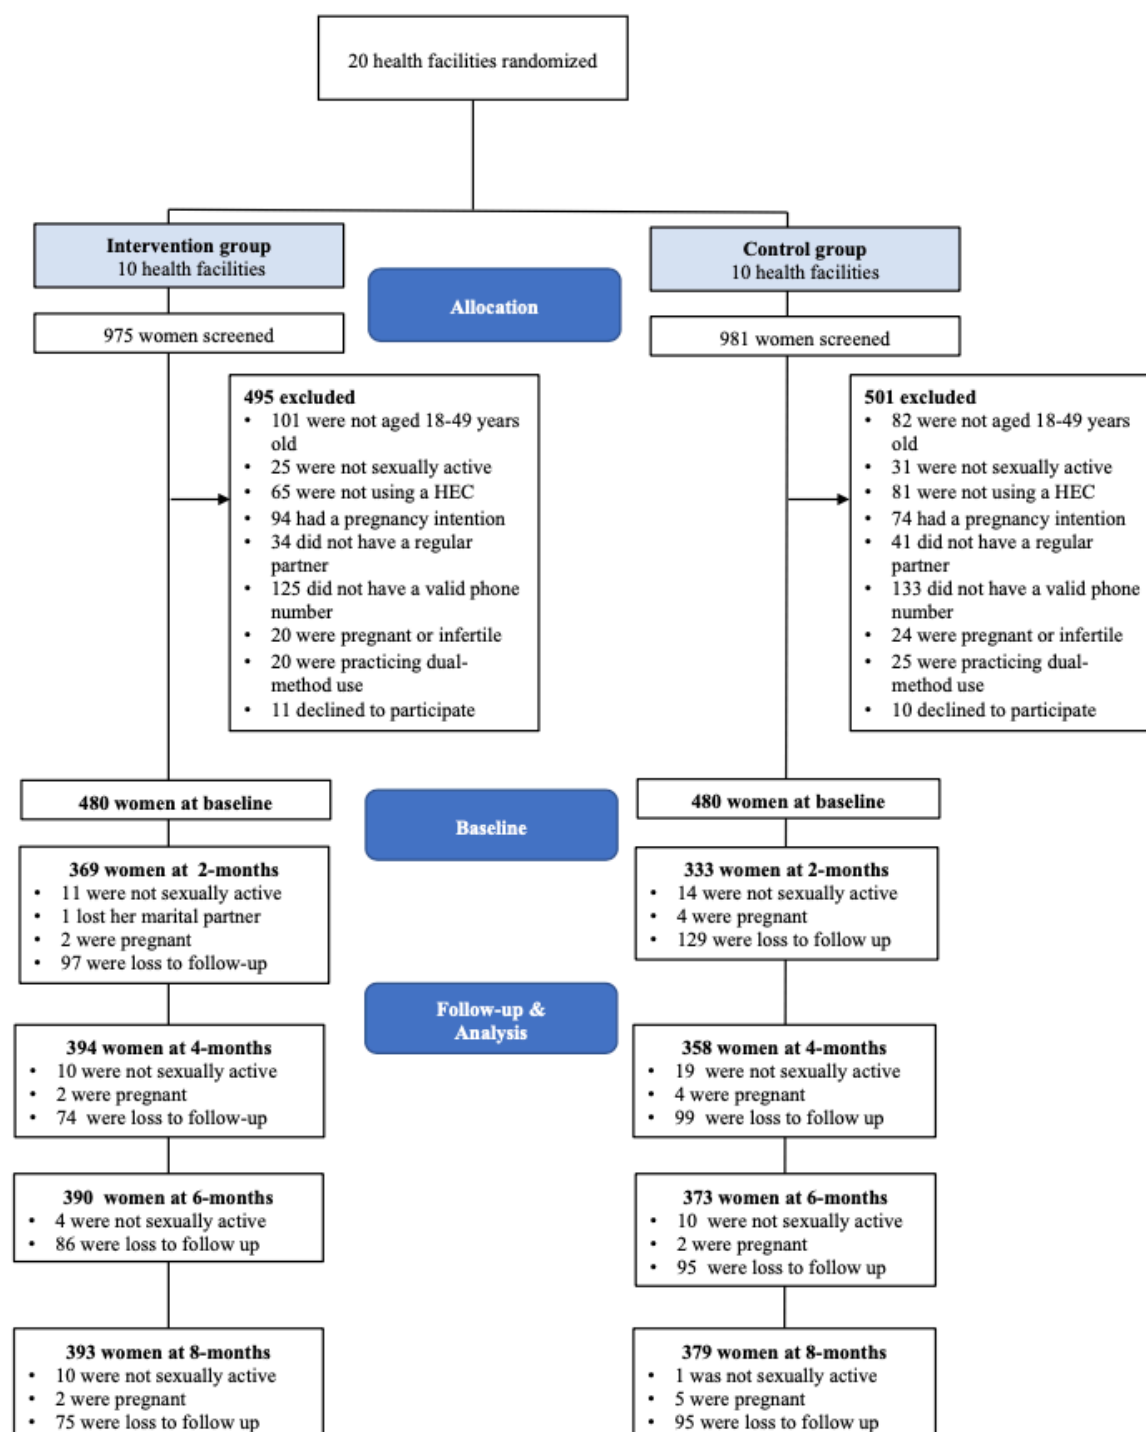 20 health facilities randomized
Intervention group
10 health facilities
Control group
10 health facilities
Allocation
975 women screened
981 women screened
495 excluded
• 101 were not aged 18-49 years
old
• 25 were not sexually active
• 65 were not using a HEC
• 94 had a pregnancy intention
• 34 did not have a regular
partner
• 125 did not have a valid phone
number
• 20 were pregnant or infertile
• 20 were practicing dual-
method use
• 11 declined to participate
501 excluded
• 82 were not aged 18-49 years
old
• 31 were not sexually active
• 81 were not using a HEC
• 74 had a pregnancy intention
• 41 did not have a regular
partner
• 133 did not have a valid phone
number
• 24 were pregnant or infertile
• 25 were practicing dual-
method use
• 10 declined to participate
480 women at baseline
Baseline
480 women at baseline
369 women at 2-months
• 11 were not sexually active
• 1 lost her marital partner
• 2 were pregnant
• 97 were loss to follow-up
333 women at 2-months
• 14 were not sexually active
• 4 were pregnant
• 129 were loss to follow up
Follow-up &
Analysis
394 women at 4-months
• 10 were not sexually active
• 2 were pregnant
• 74 were loss to follow-up
358 women at 4-months
• 19 were not sexually active
• 4 were pregnant
• 99 were loss to follow up
390 women at 6-months
• 4 were not sexually active
• 86 were loss to follow up
373 women at 6-months
• 10 were not sexually active
• 2 were pregnant
• 95 were loss to follow up
393 women at 8-months
• 10 were not sexually active
• 2 were pregnant
• 75 were loss to follow up
379 women at 8-months
• 1 was not sexually active
• 5 were pregnant
• 95 were loss to follow up